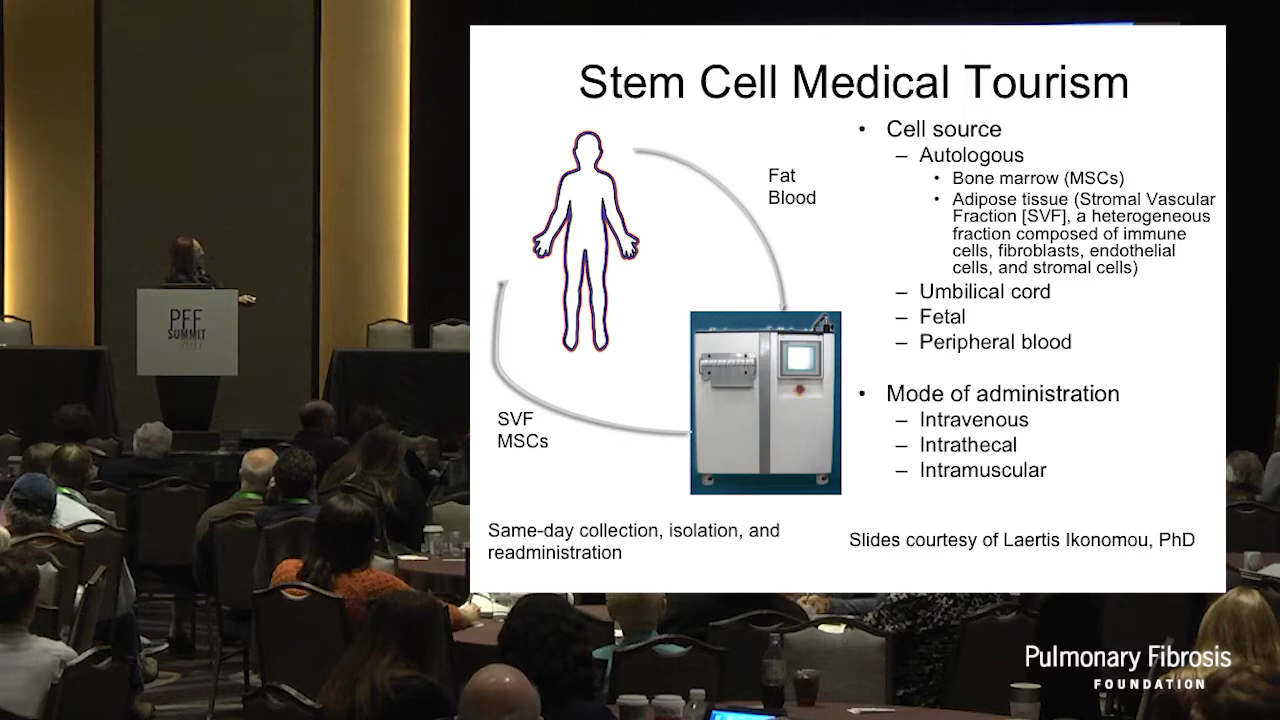 Stem Cell Medical Tourism
Fat
Blood
SVF
MSCs
Same-day collection, isolation, and
readministration
• Cell source
– Autologous
• Bone marrow (MSCs)
• Adipose tissue (Stromal Vascular
Fraction [SVF], a heterogeneous
fraction composed of immune
cells, fibroblasts, endothelial
cells, and stromal cells)
– Umbilical cord
– Fetal
– Peripheral blood
• Mode of administration
– Intravenous
– Intrathecal
– Intramuscular
Slides courtesy of Laertis Ikonomou, PhD
PFF
SUMMIT
2017
Pulmonary Fibrosis
FOUNDATION